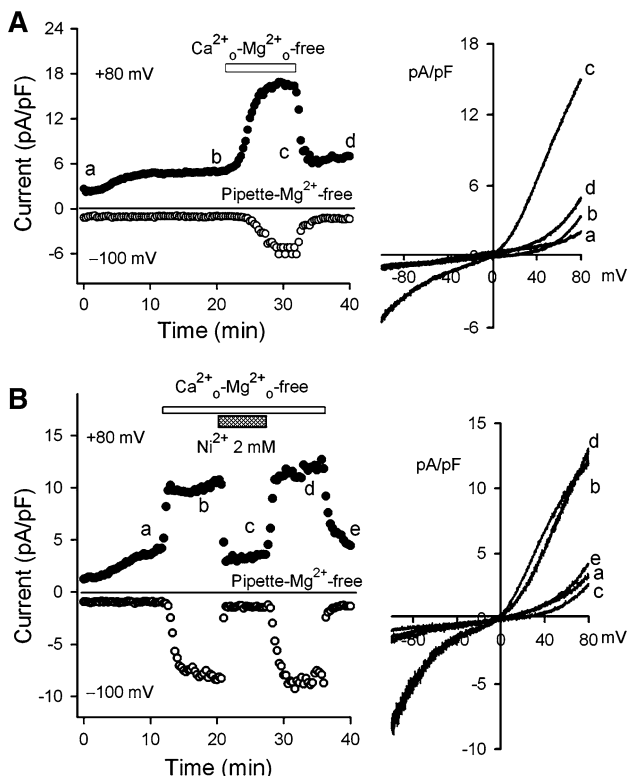 A
Ca²⁺ₒ-Mg²⁺ₒ-free
+80 mV
a
b
c
d
Pipette-Mg²⁺-free
−100 mV
24
18
12
6
0
-6
Current (pA/pF)
0
10
20
30
40
Time (min)
pA/pF
18
12
6
0
-6
-80
-40
0
40
80
mV
c
d
b
a
B
Ca²⁺ₒ-Mg²⁺ₒ-free
+80 mV
Ni²⁺ 2 mM
a
b
c
d
e
Pipette-Mg²⁺-free
−100 mV
15
10
5
0
-5
-10
Current (pA/pF)
0
10
20
30
40
Time (min)
pA/pF
15
10
5
0
-5
-10
-80
-40
0
40
80
mV
d
b
e
a
c